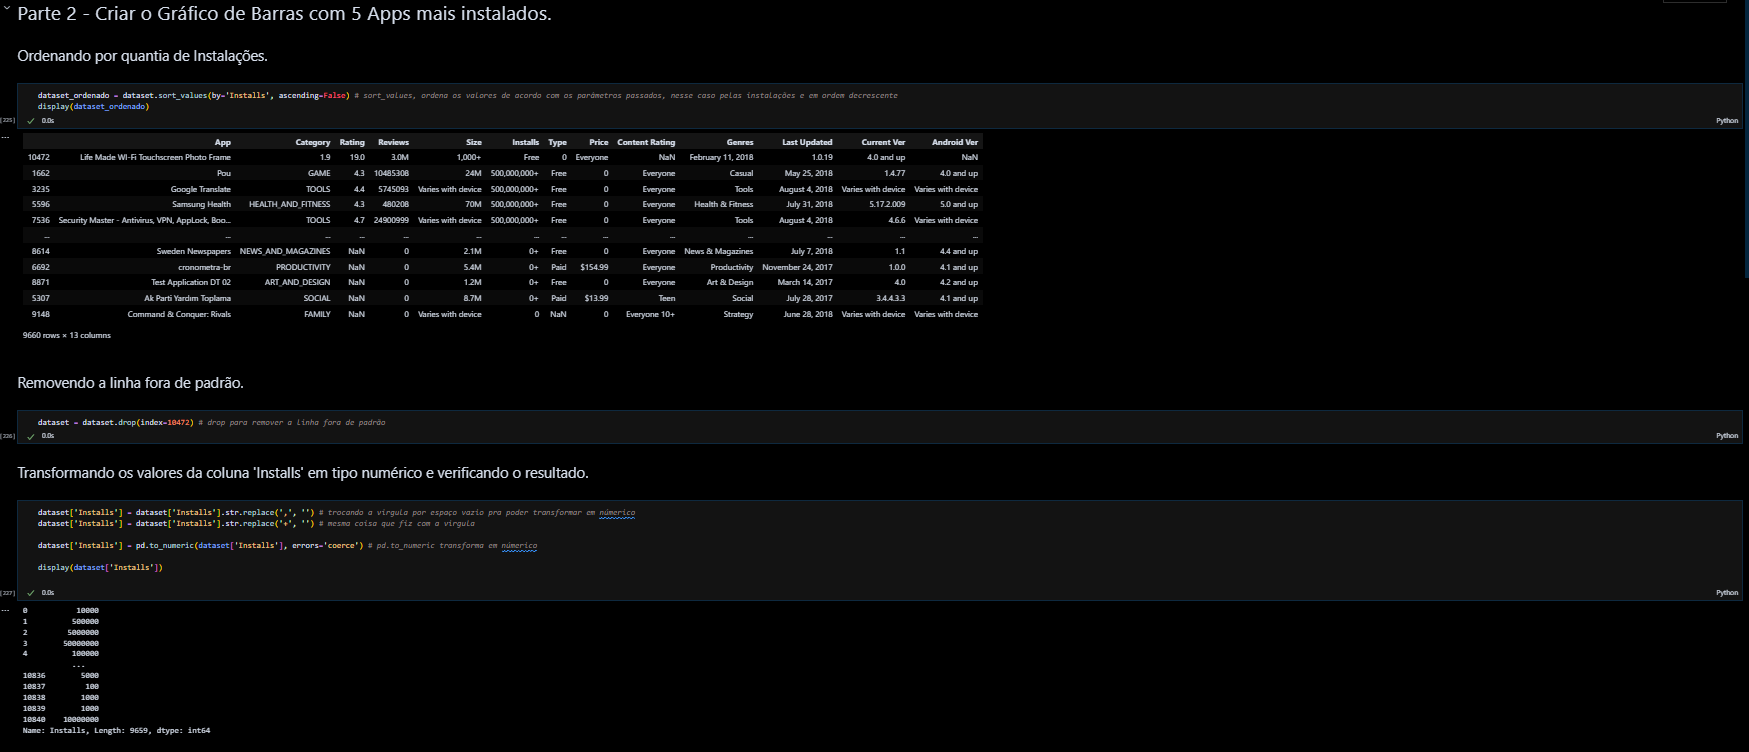 Parte 2 - Criar o Gráfico de Barras com 5 Apps mais instalados.
Ordenando por quantia de Instalações.
dataset_ordenado = dataset.sort_values(by='Installs', ascending=False) # sort_values, ordena os valores de acordo com os parâmetros passados, nesse caso pelas instalações e em ordem decrescente
display(dataset_ordenado)
[225] ✓ 0.0s Python
... App Category Rating Reviews Size Installs Type Price Content Rating Genres Last Updated Current Ver Android Ver
10472 Life Made WI-Fi Touchscreen Photo Frame 1.9 19.0 3.0M 1,000+ Free 0 Everyone NaN February 11, 2018 1.0.19 4.0 and up NaN
1662 Pou GAME 4.3 10485308 24M 500,000,000+ Free 0 Everyone Casual May 25, 2018 1.4.77 4.0 and up
3235 Google Translate TOOLS 4.4 5745093 Varies with device 500,000,000+ Free 0 Everyone Tools August 4, 2018 Varies with device Varies with device
5596 Samsung Health HEALTH_AND_FITNESS 4.3 480208 70M 500,000,000+ Free 0 Everyone Health & Fitness July 31, 2018 5.17.2.009 5.0 and up
7536 Security Master - Antivirus, VPN, AppLock, Boo... TOOLS 4.7 24900999 Varies with device 500,000,000+ Free 0 Everyone Tools August 4, 2018 4.6.6 Varies with device
... ... ... ... ... ... ... ... ... ... ... ... ... ...
8614 Sweden Newspapers NEWS_AND_MAGAZINES NaN 0 2.1M 0+ Free 0 Everyone News & Magazines July 7, 2018 1.1 4.4 and up
6692 cronometra-br PRODUCTIVITY NaN 0 5.4M 0+ Paid $154.99 Everyone Productivity November 24, 2017 1.0.0 4.1 and up
8871 Test Application DT 02 ART_AND_DESIGN NaN 0 1.2M 0+ Free 0 Everyone Art & Design March 14, 2017 4.0 4.2 and up
5307 Ak Parti Yardım Toplama SOCIAL NaN 0 8.7M 0+ Paid $13.99 Teen Social July 28, 2017 3.4.4.3.3 4.1 and up
9148 Command & Conquer: Rivals FAMILY NaN 0 Varies with device 0 NaN 0 Everyone 10+ Strategy June 28, 2018 Varies with device Varies with device
9660 rows × 13 columns
Removendo a linha fora de padrão.
dataset = dataset.drop(index=10472) # drop para remover a linha fora de padrão
[226] ✓ 0.0s Python
Transformando os valores da coluna 'Installs' em tipo numérico e verificando o resultado.
dataset['Installs'] = dataset['Installs'].str.replace(',', '') # trocando a virgula por espaço vazio pra poder transformar em númerico
dataset['Installs'] = dataset['Installs'].str.replace('+', '') # mesma coisa que fiz com a virgula
dataset['Installs'] = pd.to_numeric(dataset['Installs'], errors='coerce') # pd.to_numeric transforma em númerico
display(dataset['Installs'])
[227] ✓ 0.0s Python
... 0 10000
1 500000
2 5000000
3 50000000
4 100000
...
10836 5000
10837 100
10838 1000
10839 1000
10840 10000000
Name: Installs, Length: 9659, dtype: int64